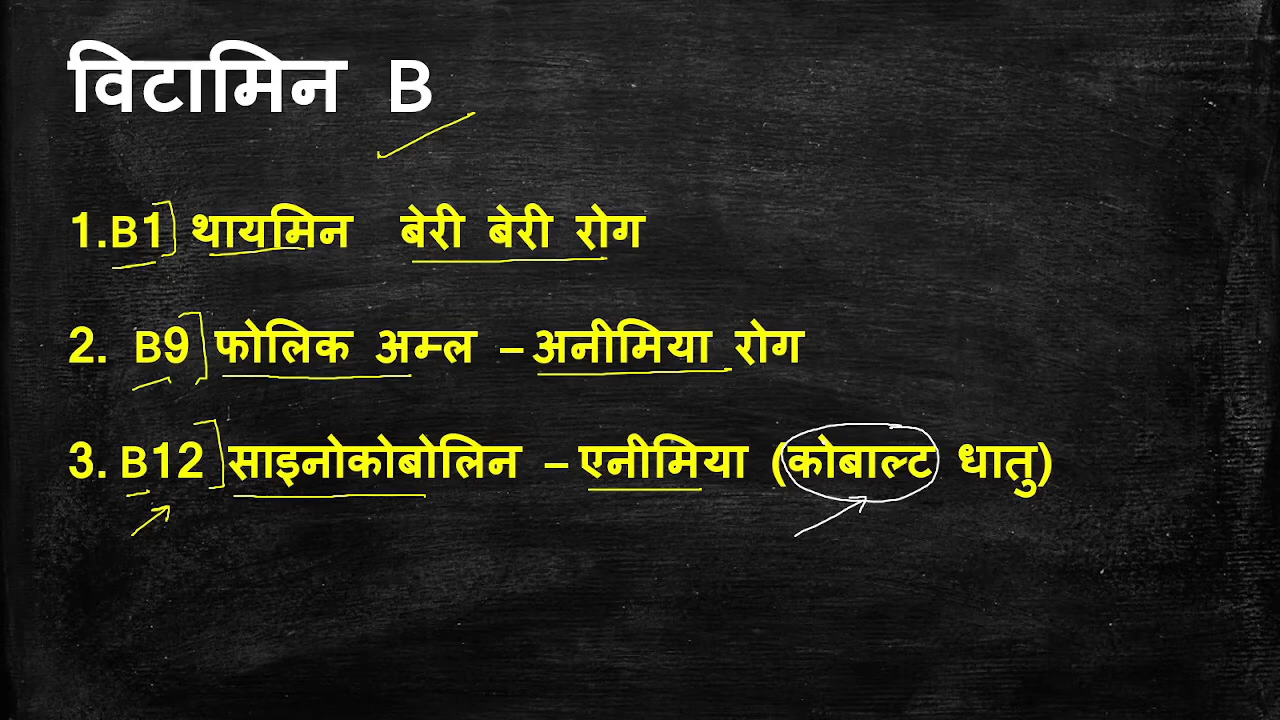 विटामिन B
1.B1 थायमिन बेरी बेरी रोग
2. B9 फोलिक अम्ल – अनीमिया रोग
3. B12 साइनोकोबोलिन – एनीमिया (कोबाल्ट धातु)